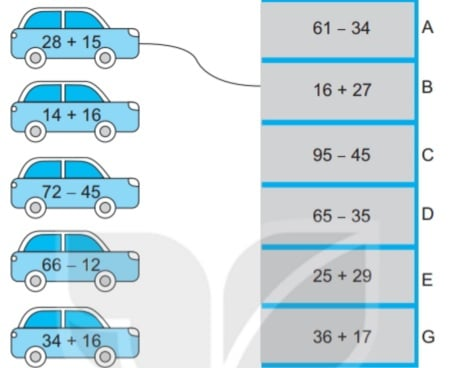 28 + 15
14 + 16
72 – 45
66 – 12
34 + 16
61 – 34 A
16 + 27 B
95 – 45 C
65 – 35 D
25 + 29 E
36 + 17 G